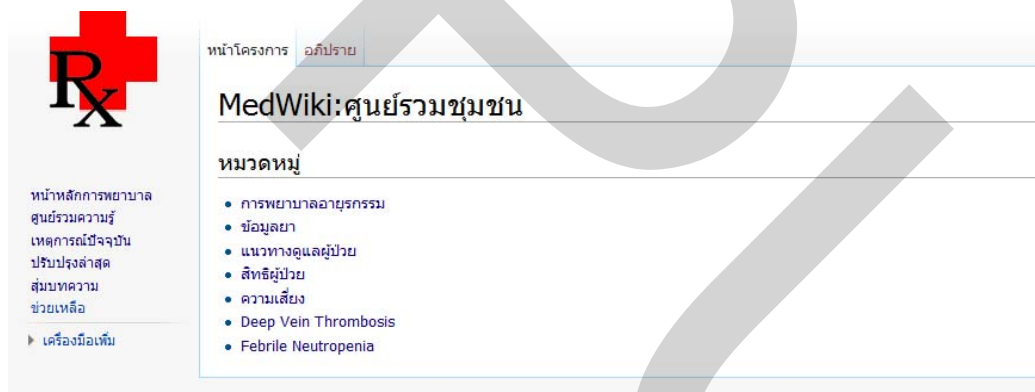 Rx
หน้าโครงการ อภิปราย
MedWiki:ศูนย์รวมชุมชน
หมวดหมู่
การพยาบาลอายุรกรรม
ข้อมูลยา
แนวทางดูแลผู้ป่วย
สิทธิผู้ป่วย
ความเสี่ยง
Deep Vein Thrombosis
Febrile Neutropenia
หน้าหลักการพยาบาล
ศูนย์รวมความรู้
เหตุการณ์ปัจจุบัน
ปรับปรุงล่าสุด
สุ่มบทความ
ช่วยเหลือ
เครื่องมือเพิ่ม